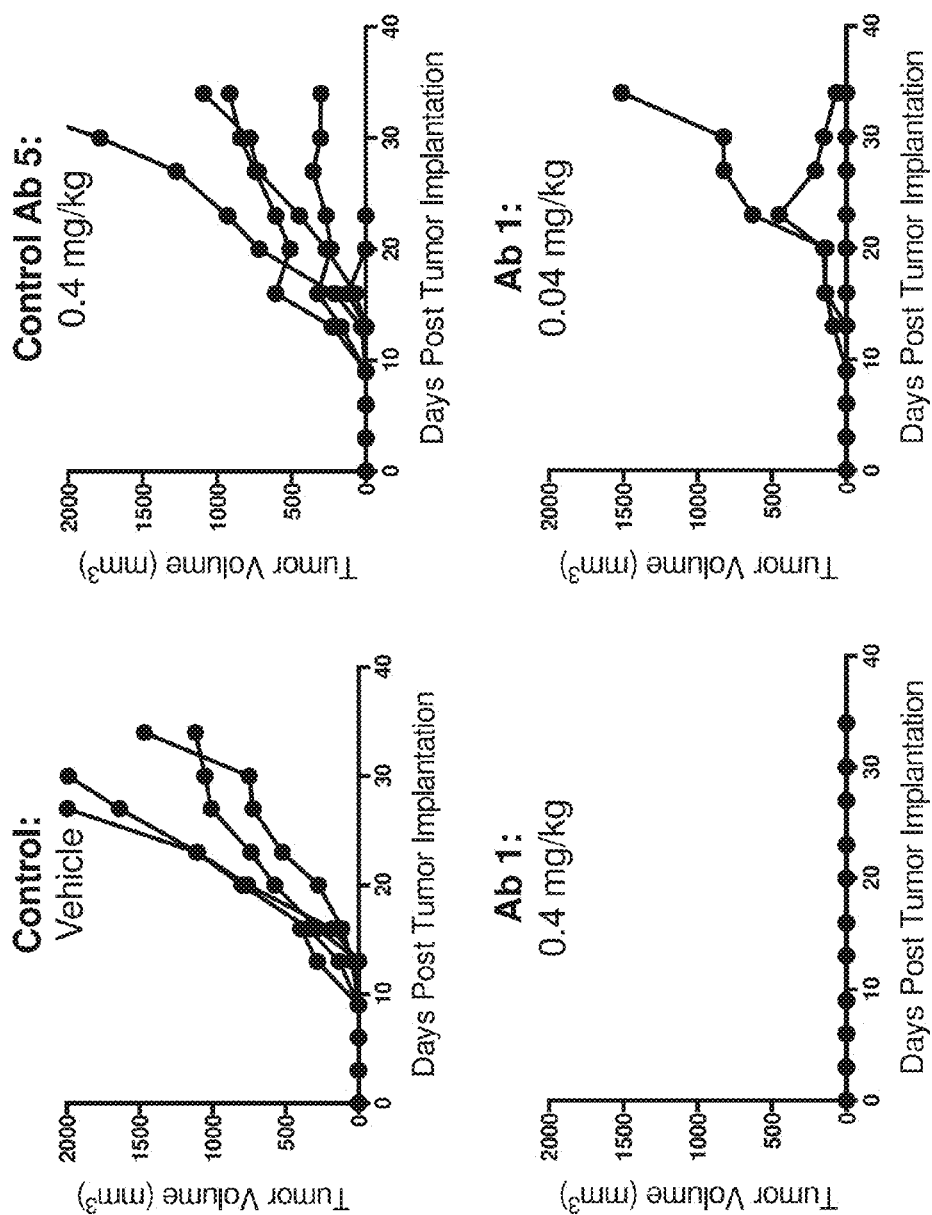 Control:
Vehicle
Tumor Volume (mm³)
2000
1500
1000
500
0
0 10 20 30 40
Days Post Tumor Implantation
Control Ab 5:
0.4 mg/kg
Tumor Volume (mm³)
2000
1500
1000
500
0
0 10 20 30 40
Days Post Tumor Implantation
Ab 1:
0.4 mg/kg
Tumor Volume (mm³)
2000
1500
1000
500
0
0 10 20 30 40
Days Post Tumor Implantation
Ab 1:
0.04 mg/kg
Tumor Volume (mm³)
2000
1500
1000
500
0
0 10 20 30 40
Days Post Tumor Implantation